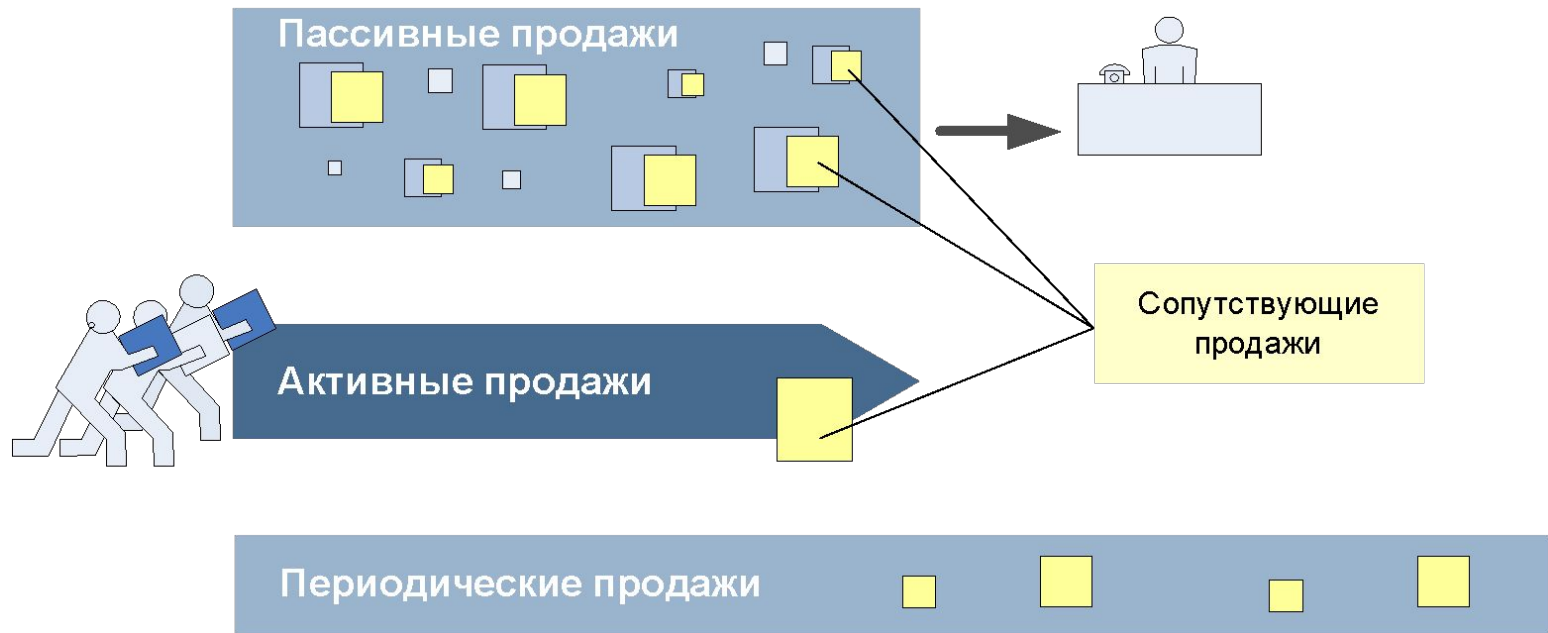 Пассивные продажи
Сопутствующие
продажи
Активные продажи
Периодические продажи